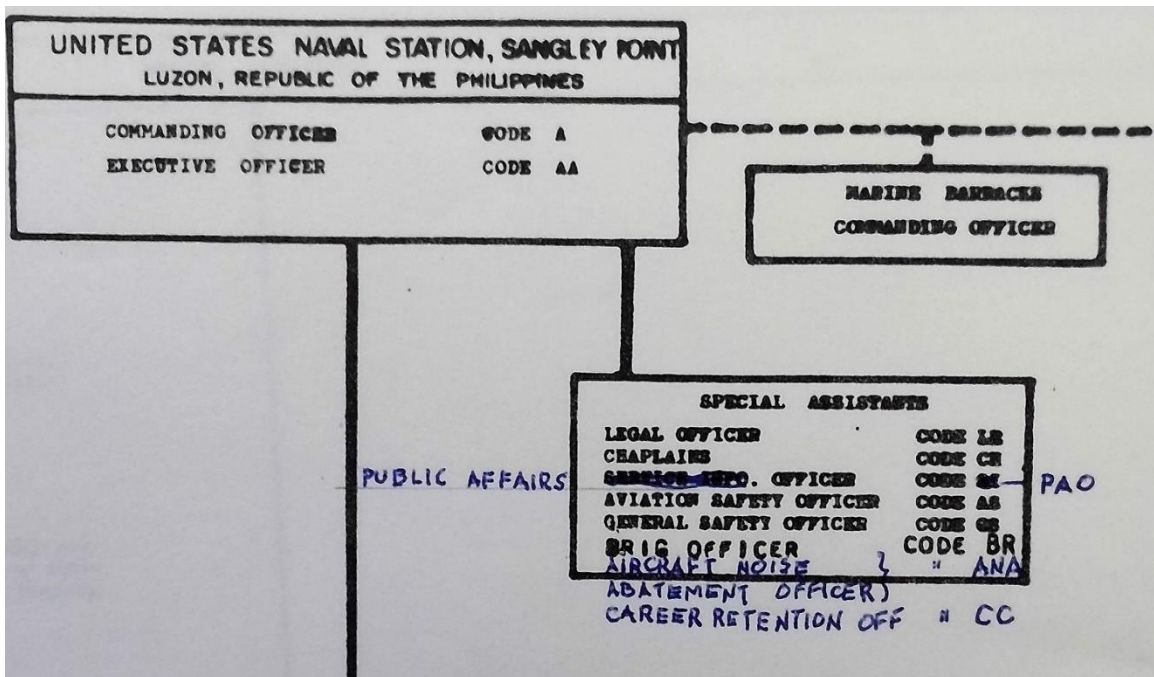 UNITED STATES NAVAL STATION, SANGLEY POINT
LUZON, REPUBLIC OF THE PHILIPPINES
COMMANDING OFFICER CODE A
EXECUTIVE OFFICER CODE AA
MARINE BARRACKS
COMMANDING OFFICER
SPECIAL ASSISTANTS
LEGAL OFFICER CODE
CHAPLAINS CODE CH
PUBLIC AFFAIRS SERVICE INFO. OFFICER CODE PAO
AVIATION SAFETY OFFICER CODE AS
GENERAL SAFETY OFFICER CODE GS
BRIG OFFICER CODE BR
AIRCRAFT NOISE } " ANA
ABATEMENT OFFICER)
CAREER RETENTION OFF " CC